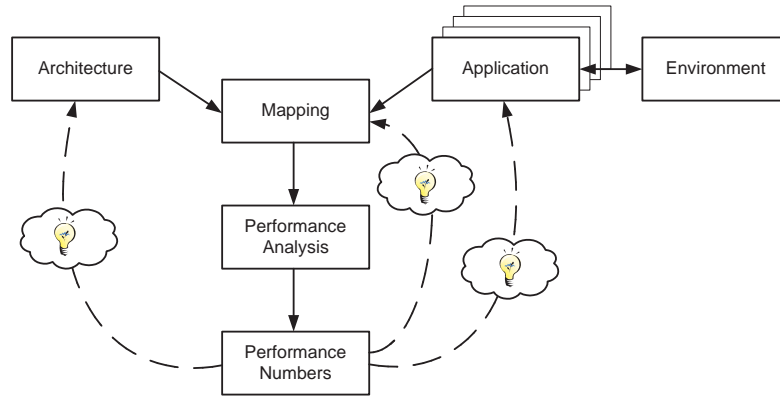 Architecture
Application
Environment
Mapping
Performance
Analysis
Performance
Numbers